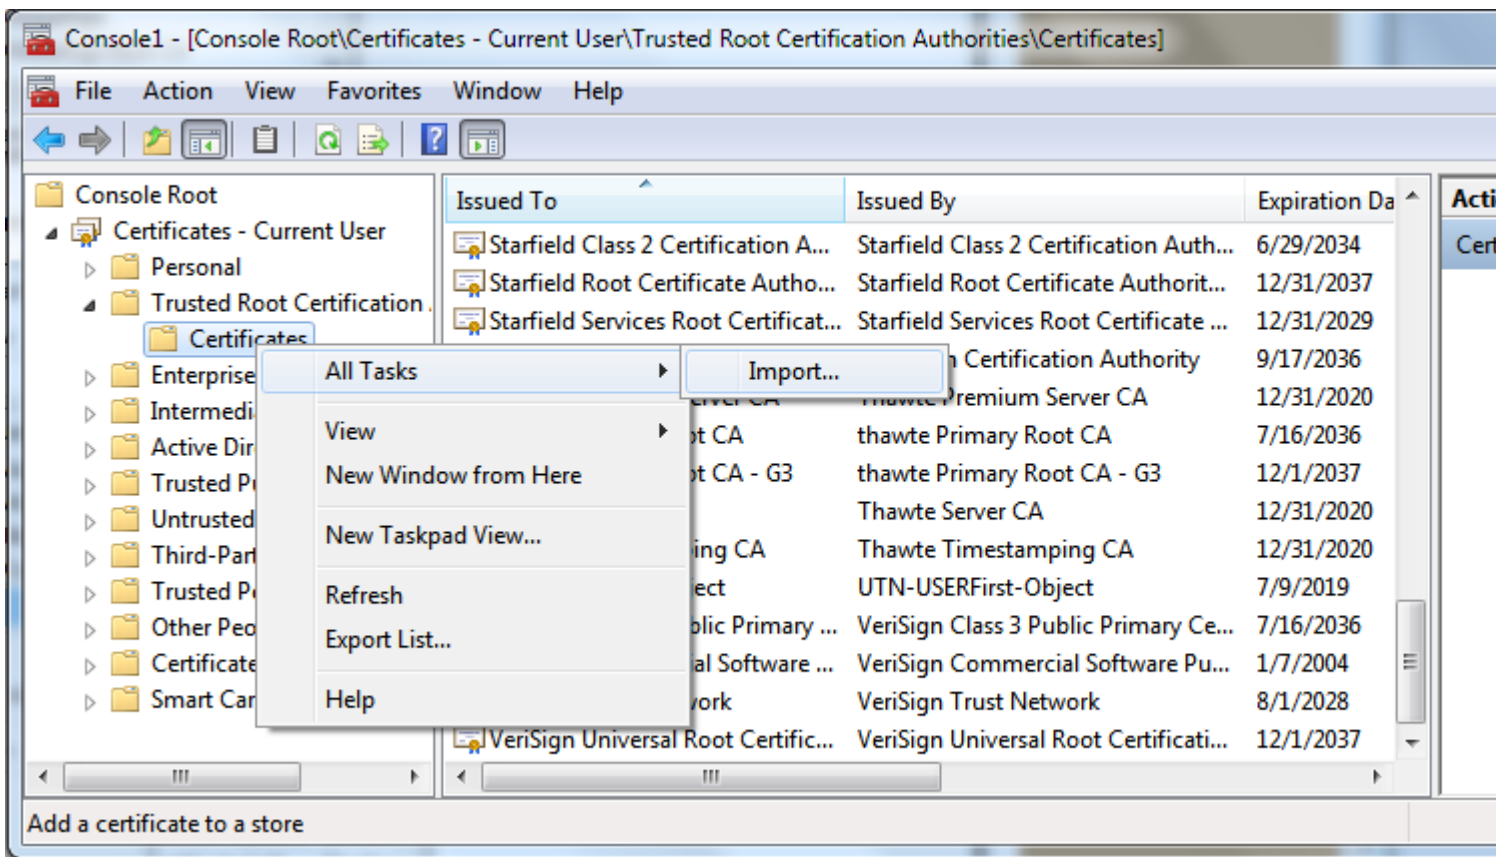 Console1 - [Console Root\Certificates - Current User\Trusted Root Certification Authorities\Certificates]
File Action View Favorites Window Help
Console Root
Certificates - Current User
Personal
Trusted Root Certification
Certificates
Enterprise
Intermedi
Active Dir
Trusted P
Untrusted
Third-Part
Trusted P
Other Peo
Certificate
Smart Car
All Tasks
View
New Window from Here
New Taskpad View...
Refresh
Export List...
Help
Import...
Issued To Issued By Expiration Da
Starfield Class 2 Certification A... Starfield Class 2 Certification Auth... 6/29/2034
Starfield Root Certificate Autho... Starfield Root Certificate Authorit... 12/31/2037
Starfield Services Root Certificat... Starfield Services Root Certificate ... 12/31/2029
Certification Authority 9/17/2036
Premium Server CA 12/31/2020
ot CA thawte Primary Root CA 7/16/2036
ot CA - G3 thawte Primary Root CA - G3 12/1/2037
Thawte Server CA 12/31/2020
ing CA Thawte Timestamping CA 12/31/2020
ect UTN-USERFirst-Object 7/9/2019
blic Primary ... VeriSign Class 3 Public Primary Ce... 7/16/2036
al Software ... VeriSign Commercial Software Pu... 1/7/2004
work VeriSign Trust Network 8/1/2028
VeriSign Universal Root Certific... VeriSign Universal Root Certificati... 12/1/2037
Acti
Cert
Add a certificate to a store